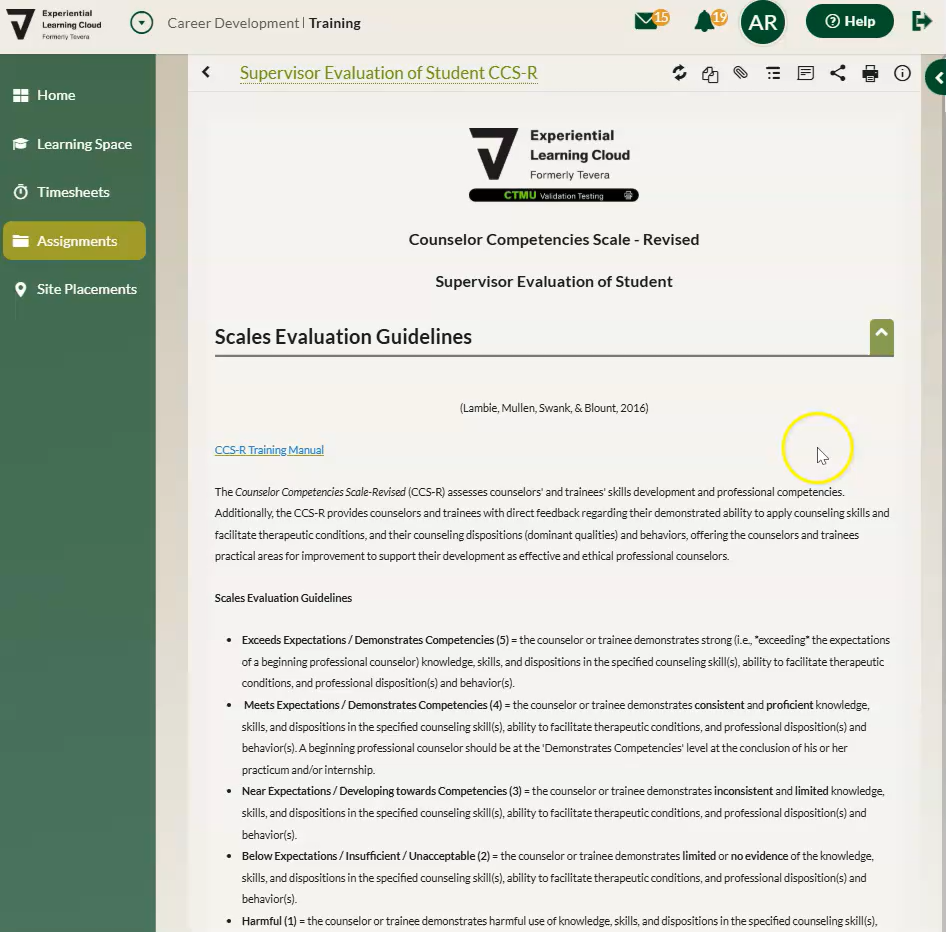 Experiential
Learning Cloud
Formerly Tevera
Career Development | Training
15
19
AR
Help
Supervisor Evaluation of Student CCS-R
Home
Learning Space
Timesheets
Assignments
Site Placements
Experiential
Learning Cloud
Formerly Tevera
CTMU Validation Testing
Counselor Competencies Scale - Revised
Supervisor Evaluation of Student
Scales Evaluation Guidelines
(Lambie, Mullen, Swank, & Blount, 2016)
CCS-R Training Manual
The Counselor Competencies Scale-Revised (CCS-R) assesses counselors' and trainees' skills development and professional competencies.
Additionally, the CCS-R provides counselors and trainees with direct feedback regarding their demonstrated ability to apply counseling skills and
facilitate therapeutic conditions, and their counseling dispositions (dominant qualities) and behaviors, offering the counselors and trainees
practical areas for improvement to support their development as effective and ethical professional counselors.
Scales Evaluation Guidelines
• Exceeds Expectations / Demonstrates Competencies (5) = the counselor or trainee demonstrates strong (i.e., *exceeding* the expectations
of a beginning professional counselor) knowledge, skills, and dispositions in the specified counseling skill(s), ability to facilitate therapeutic
conditions, and professional disposition(s) and behavior(s).
• Meets Expectations / Demonstrates Competencies (4) = the counselor or trainee demonstrates consistent and proficient knowledge,
skills, and dispositions in the specified counseling skill(s), ability to facilitate therapeutic conditions, and professional disposition(s) and
behavior(s). A beginning professional counselor should be at the 'Demonstrates Competencies' level at the conclusion of his or her
practicum and/or internship.
• Near Expectations / Developing towards Competencies (3) = the counselor or trainee demonstrates inconsistent and limited knowledge,
skills, and dispositions in the specified counseling skill(s), ability to facilitate therapeutic conditions, and professional disposition(s) and
behavior(s).
• Below Expectations / Insufficient / Unacceptable (2) = the counselor or trainee demonstrates limited or no evidence of the knowledge,
skills, and dispositions in the specified counseling skill(s), ability to facilitate therapeutic conditions, and professional disposition(s) and
behavior(s).
• Harmful (1) = the counselor or trainee demonstrates harmful use of knowledge, skills, and dispositions in the specified counseling skill(s),